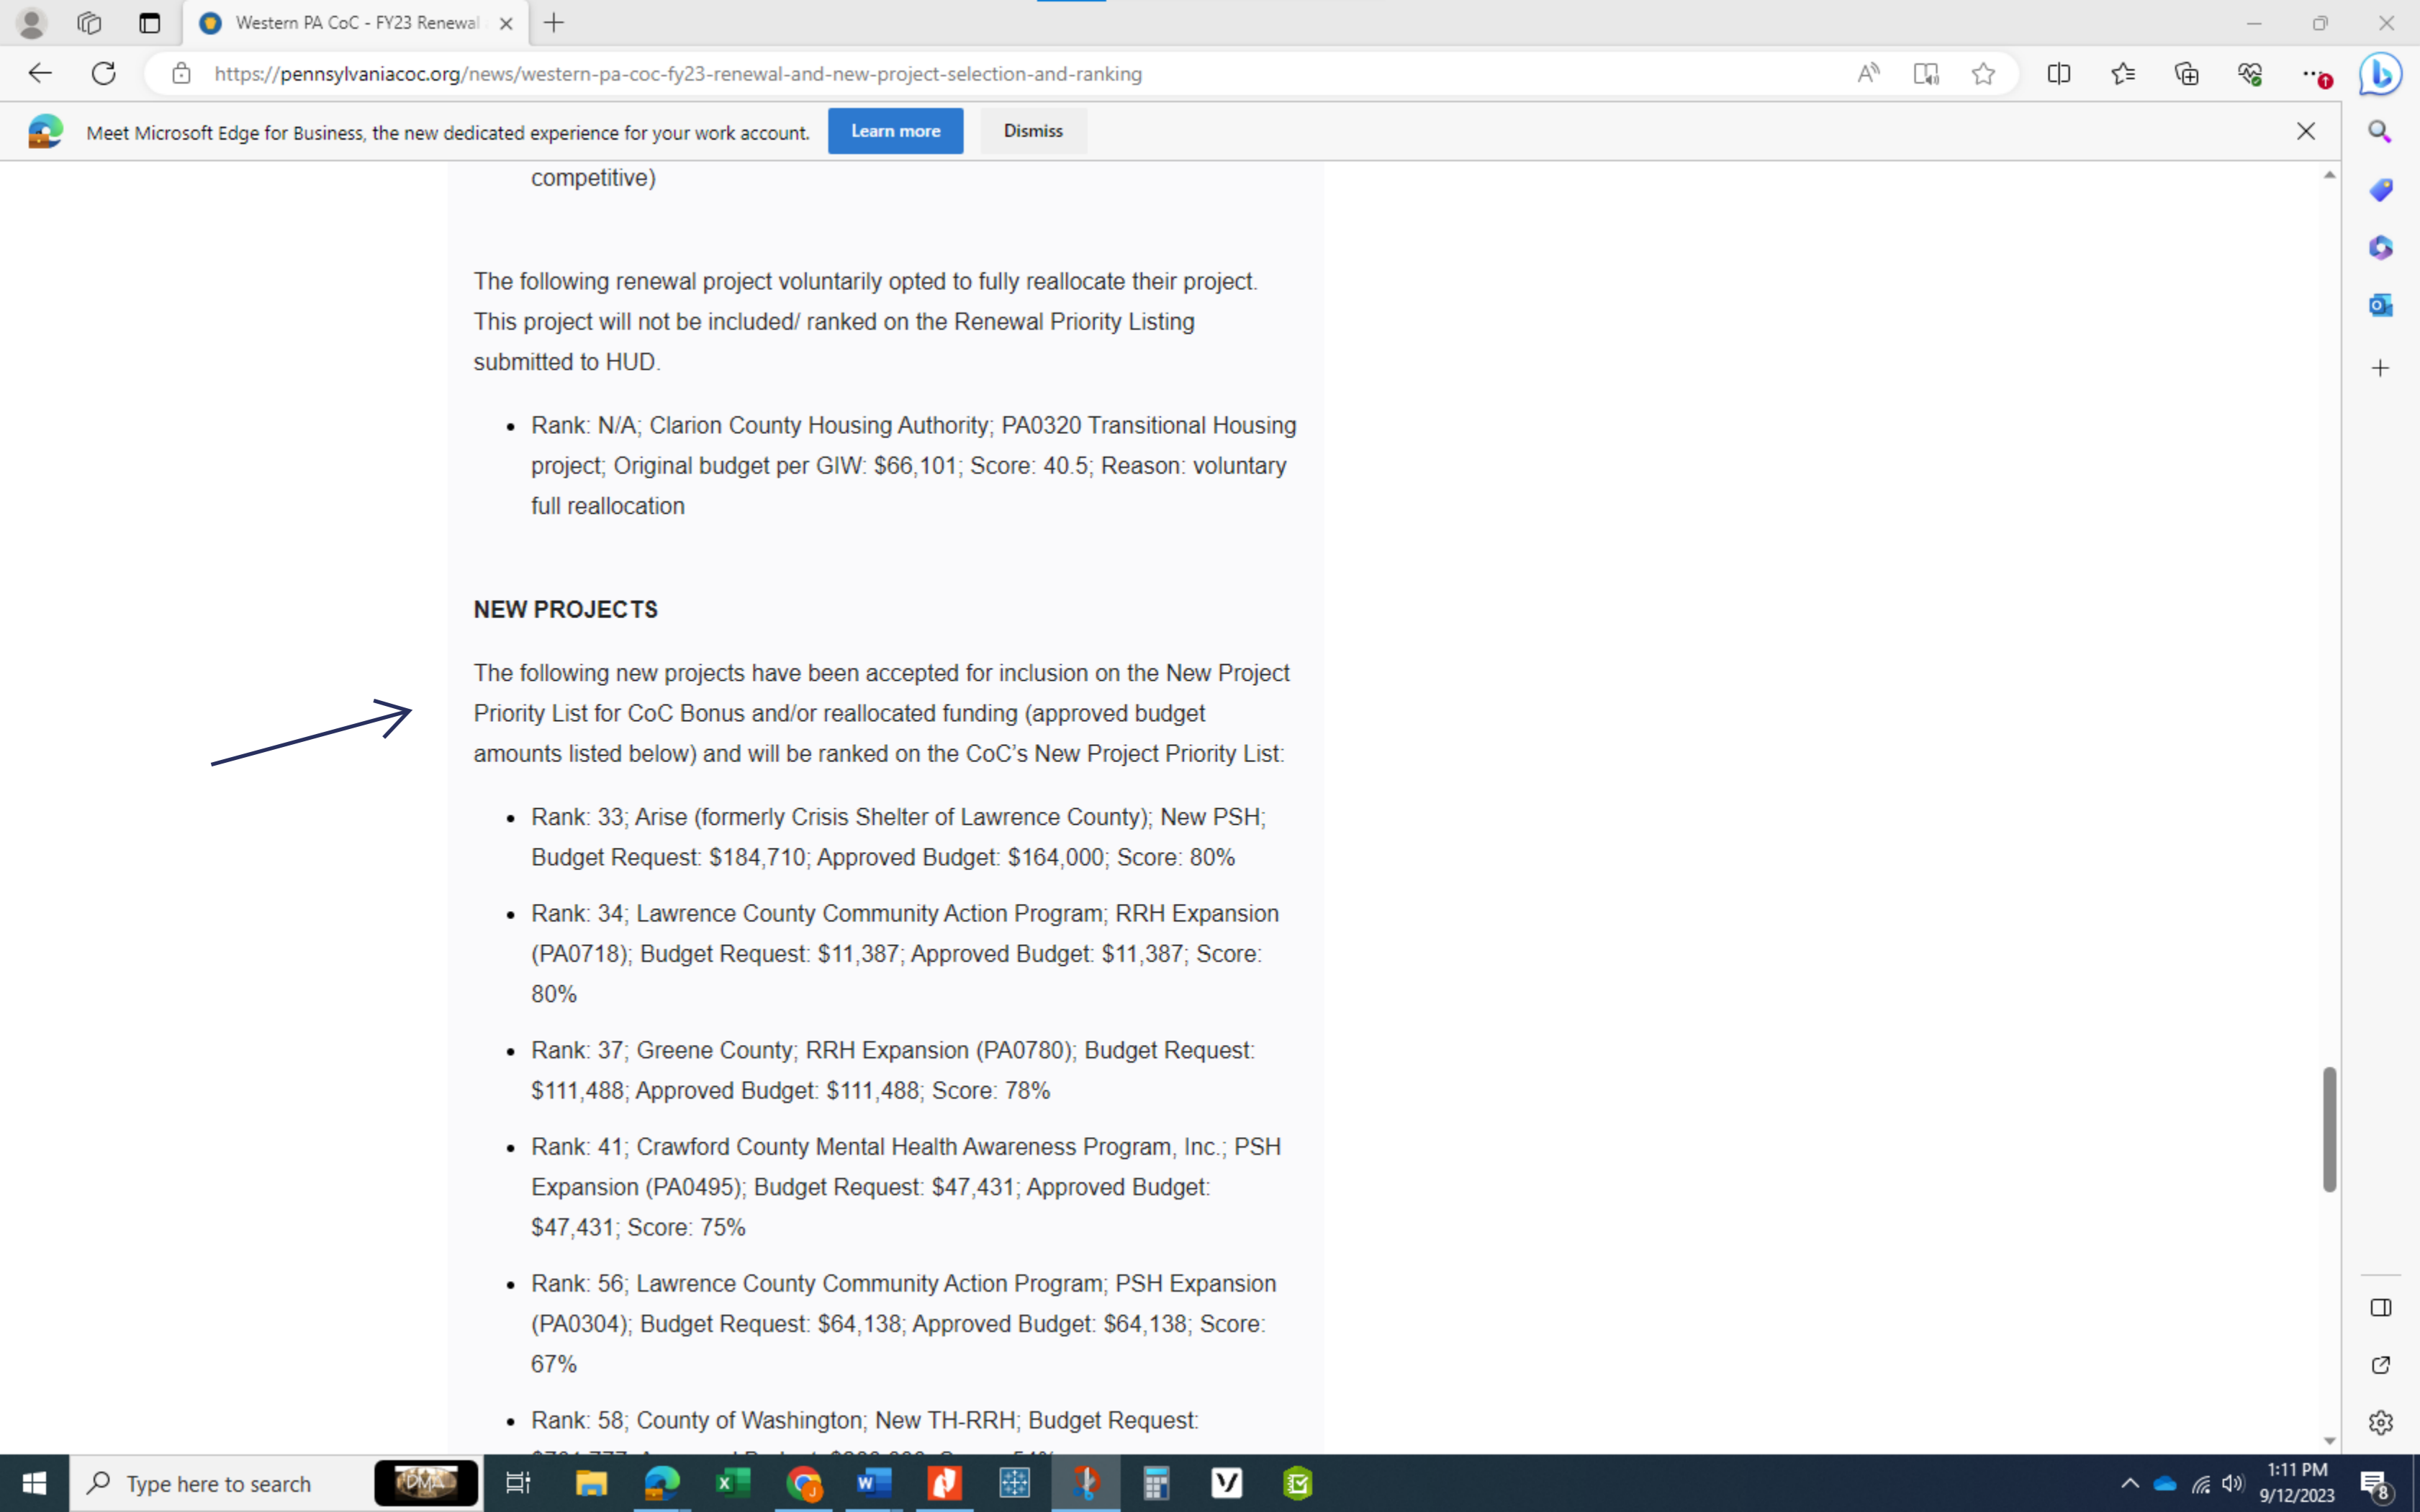 Western PA CoC - FY23 Renewal
https://pennsylvaniacoc.org/news/western-pa-coc-fy23-renewal-and-new-project-selection-and-ranking
Meet Microsoft Edge for Business, the new dedicated experience for your work account.
Learn more
Dismiss
competitive)
The following renewal project voluntarily opted to fully reallocate their project.
This project will not be included/ ranked on the Renewal Priority Listing
submitted to HUD.
• Rank: N/A; Clarion County Housing Authority; PA0320 Transitional Housing
project; Original budget per GIW: $66,101; Score: 40.5; Reason: voluntary
full reallocation
NEW PROJECTS
The following new projects have been accepted for inclusion on the New Project
Priority List for CoC Bonus and/or reallocated funding (approved budget
amounts listed below) and will be ranked on the CoC’s New Project Priority List:
• Rank: 33; Arise (formerly Crisis Shelter of Lawrence County); New PSH;
Budget Request: $184,710; Approved Budget: $164,000; Score: 80%
• Rank: 34; Lawrence County Community Action Program; RRH Expansion
(PA0718); Budget Request: $11,387; Approved Budget: $11,387; Score:
80%
• Rank: 37; Greene County; RRH Expansion (PA0780); Budget Request:
$111,488; Approved Budget: $111,488; Score: 78%
• Rank: 41; Crawford County Mental Health Awareness Program, Inc.; PSH
Expansion (PA0495); Budget Request: $47,431; Approved Budget:
$47,431; Score: 75%
• Rank: 56; Lawrence County Community Action Program; PSH Expansion
(PA0304); Budget Request: $64,138; Approved Budget: $64,138; Score:
67%
• Rank: 58; County of Washington; New TH-RRH; Budget Request:
Type here to search
DMA
1:11 PM
9/12/2023
8